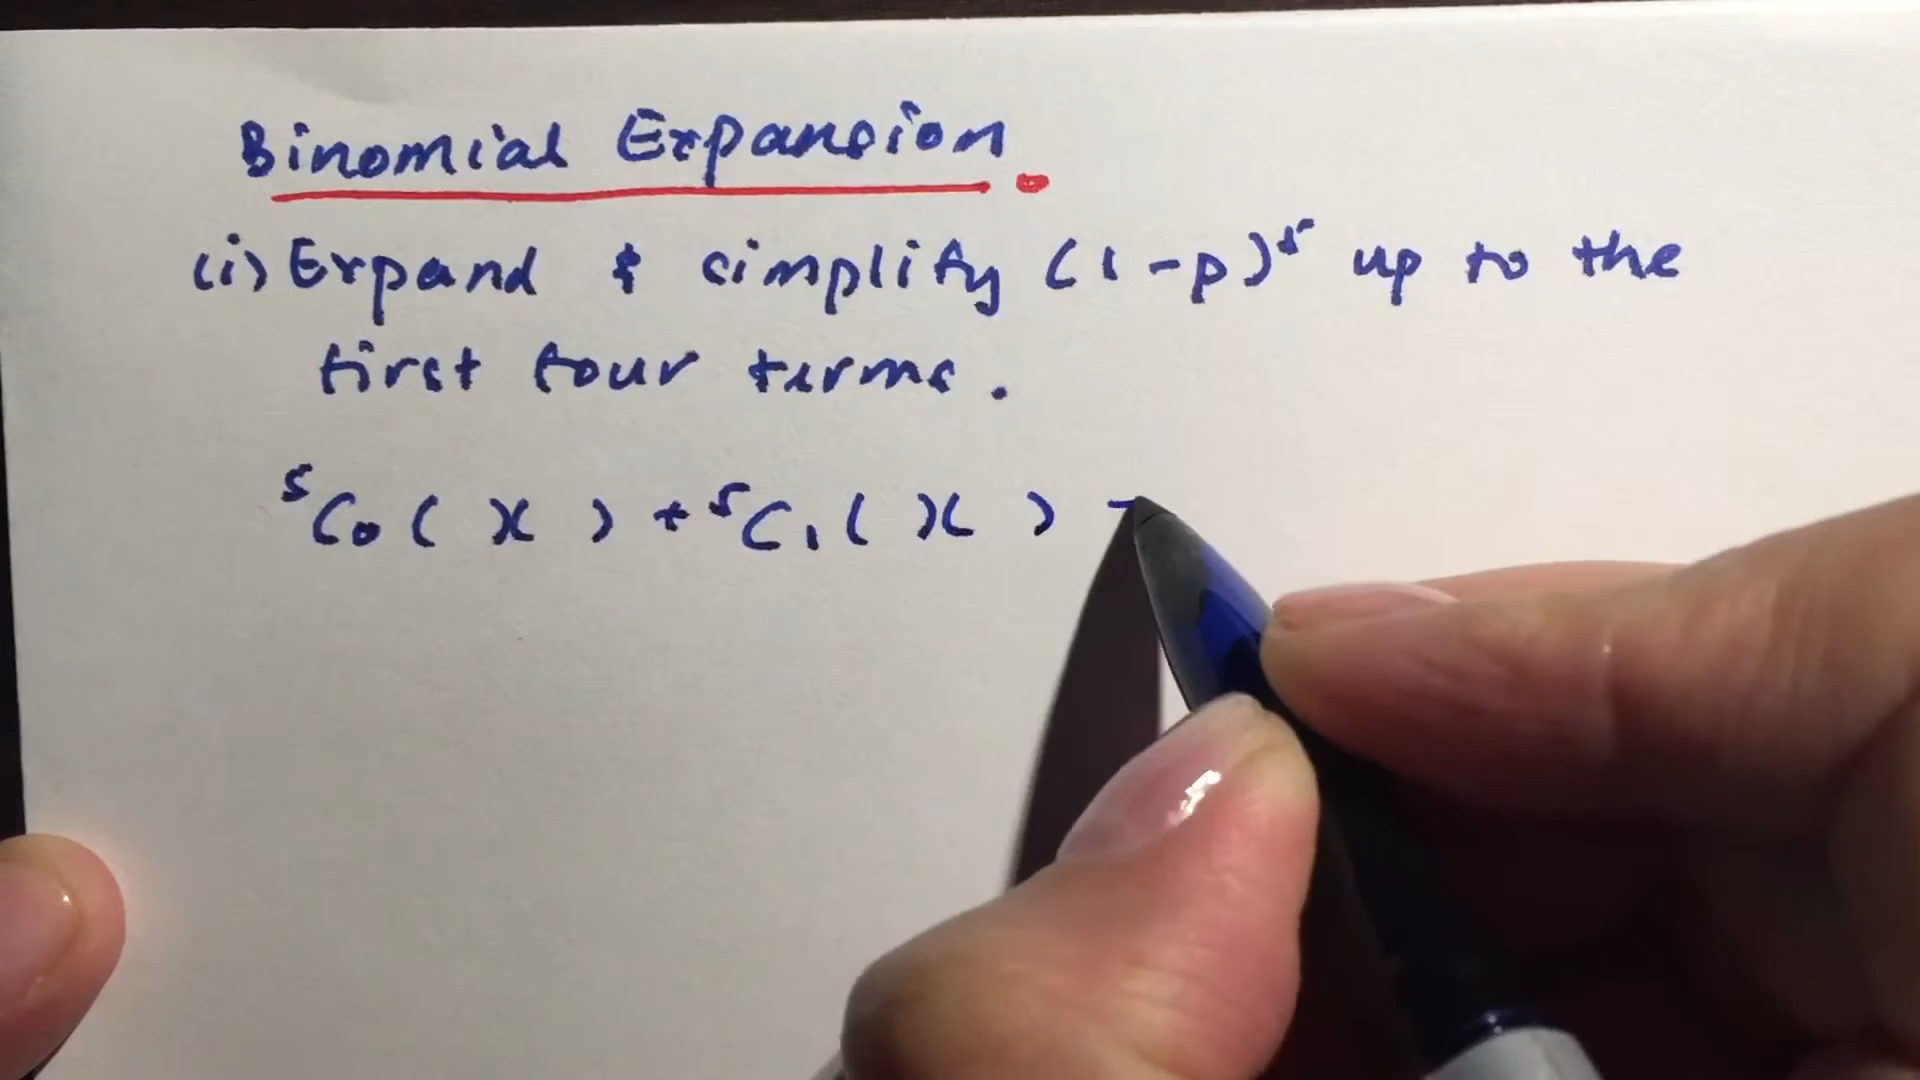 Binomial Expansion.
(i) Expand & simplify (1-p)⁵ up to the
first four terms.
⁵C₀( )( ) + ⁵C₁( )( ) -